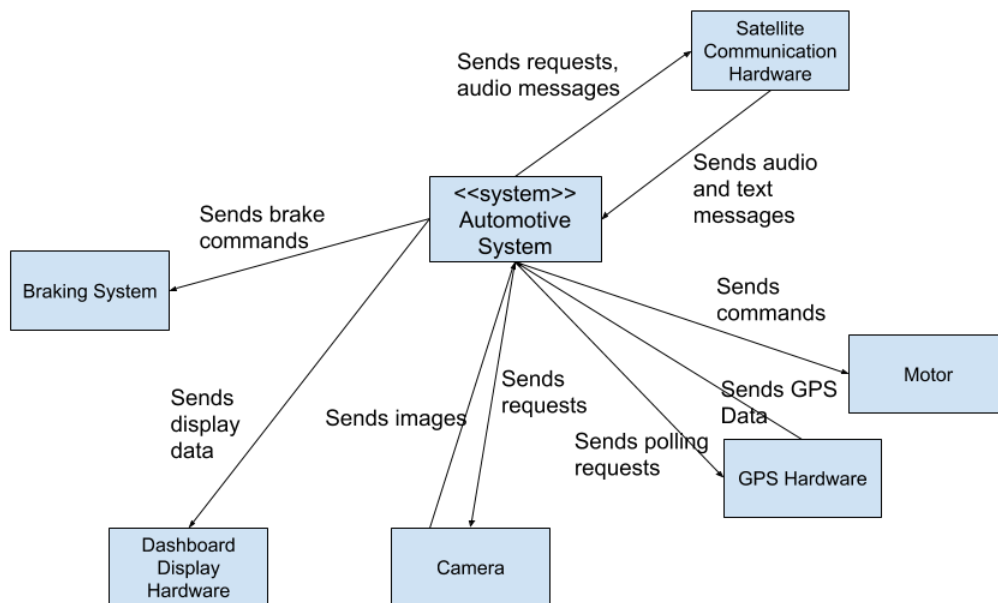 Satellite
Communication
Hardware
Sends requests,
audio messages
Sends audio
and text
messages
<<system>>
Automotive
System
Sends brake
commands
Braking System
Sends
commands
Motor
Sends
display
data
Sends images
Sends
requests
Sends GPS
Data
Sends polling
requests
GPS Hardware
Dashboard
Display
Hardware
Camera